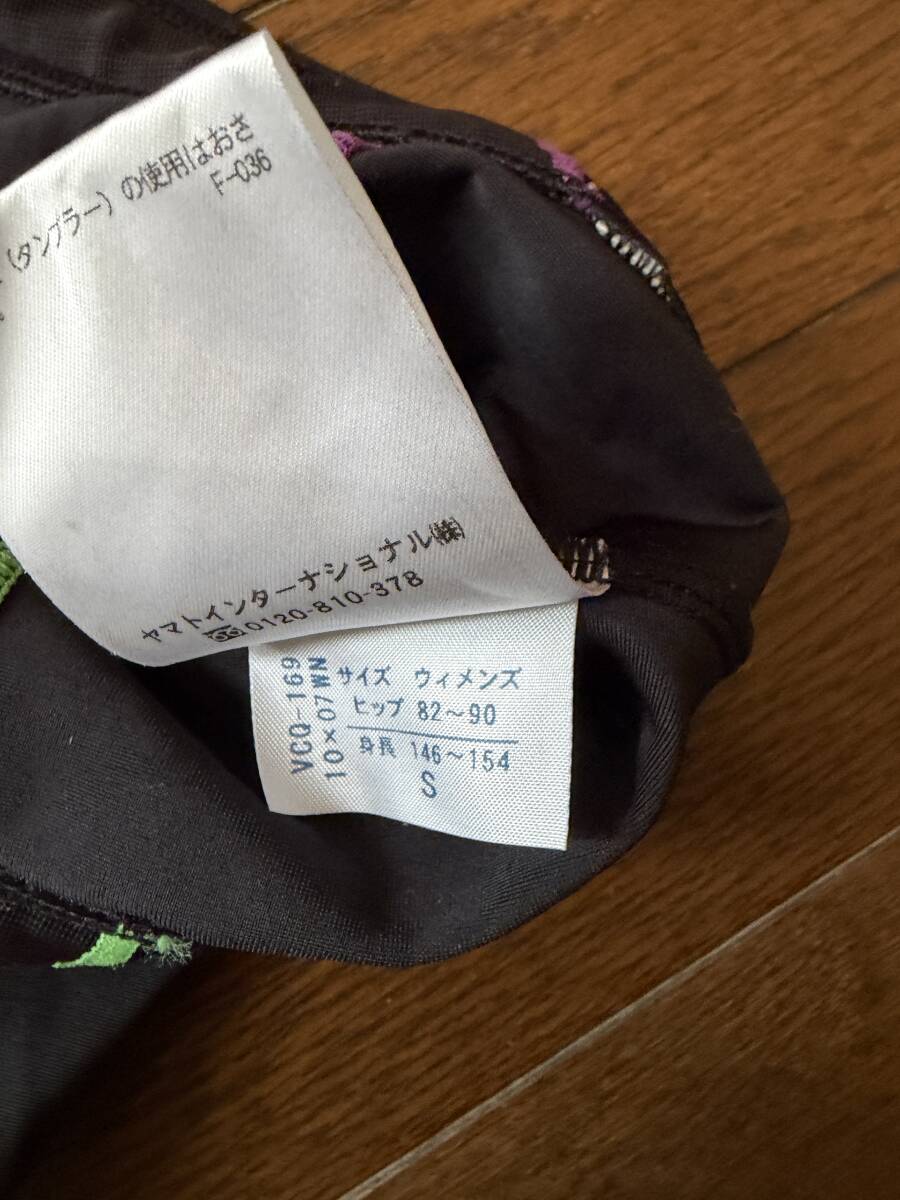 (タンブラー)の使用はおさ
F-036
ヤマトインターナショナル(株)
0120-810-378
VCQ-169
10×07WN
サイズ ウィメンズ
ヒップ 82～90
身長 146～154
S